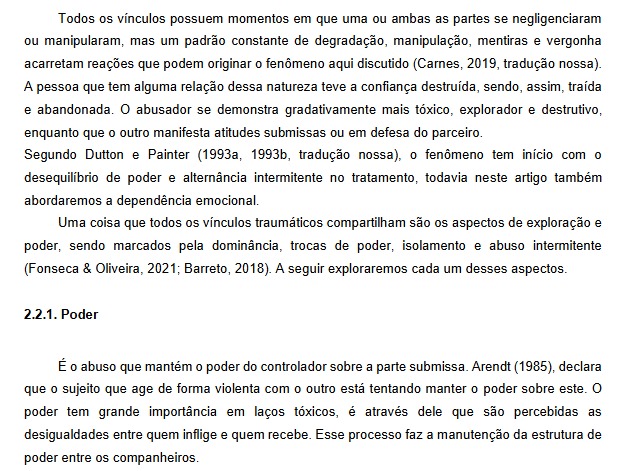 Todos os vínculos possuem momentos em que uma ou ambas as partes se negligenciaram
ou manipularam, mas um padrão constante de degradação, manipulação, mentiras e vergonha
acarretam reações que podem originar o fenômeno aqui discutido (Carnes, 2019, tradução nossa).
A pessoa que tem alguma relação dessa natureza teve a confiança destruída, sendo, assim, traída
e abandonada. O abusador se demonstra gradativamente mais tóxico, explorador e destrutivo,
enquanto que o outro manifesta atitudes submissas ou em defesa do parceiro.
Segundo Dutton e Painter (1993a, 1993b, tradução nossa), o fenômeno tem início com o
desequilíbrio de poder e alternância intermitente no tratamento, todavia neste artigo também
abordaremos a dependência emocional.
Uma coisa que todos os vínculos traumáticos compartilham são os aspectos de exploração e
poder, sendo marcados pela dominância, trocas de poder, isolamento e abuso intermitente
(Fonseca & Oliveira, 2021; Barreto, 2018). A seguir exploraremos cada um desses aspectos.
2.2.1. Poder
É o abuso que mantém o poder do controlador sobre a parte submissa. Arendt (1985), declara
que o sujeito que age de forma violenta com o outro está tentando manter o poder sobre este. O
poder tem grande importância em laços tóxicos, é através dele que são percebidas as
desigualdades entre quem inflige e quem recebe. Esse processo faz a manutenção da estrutura de
poder entre os companheiros.